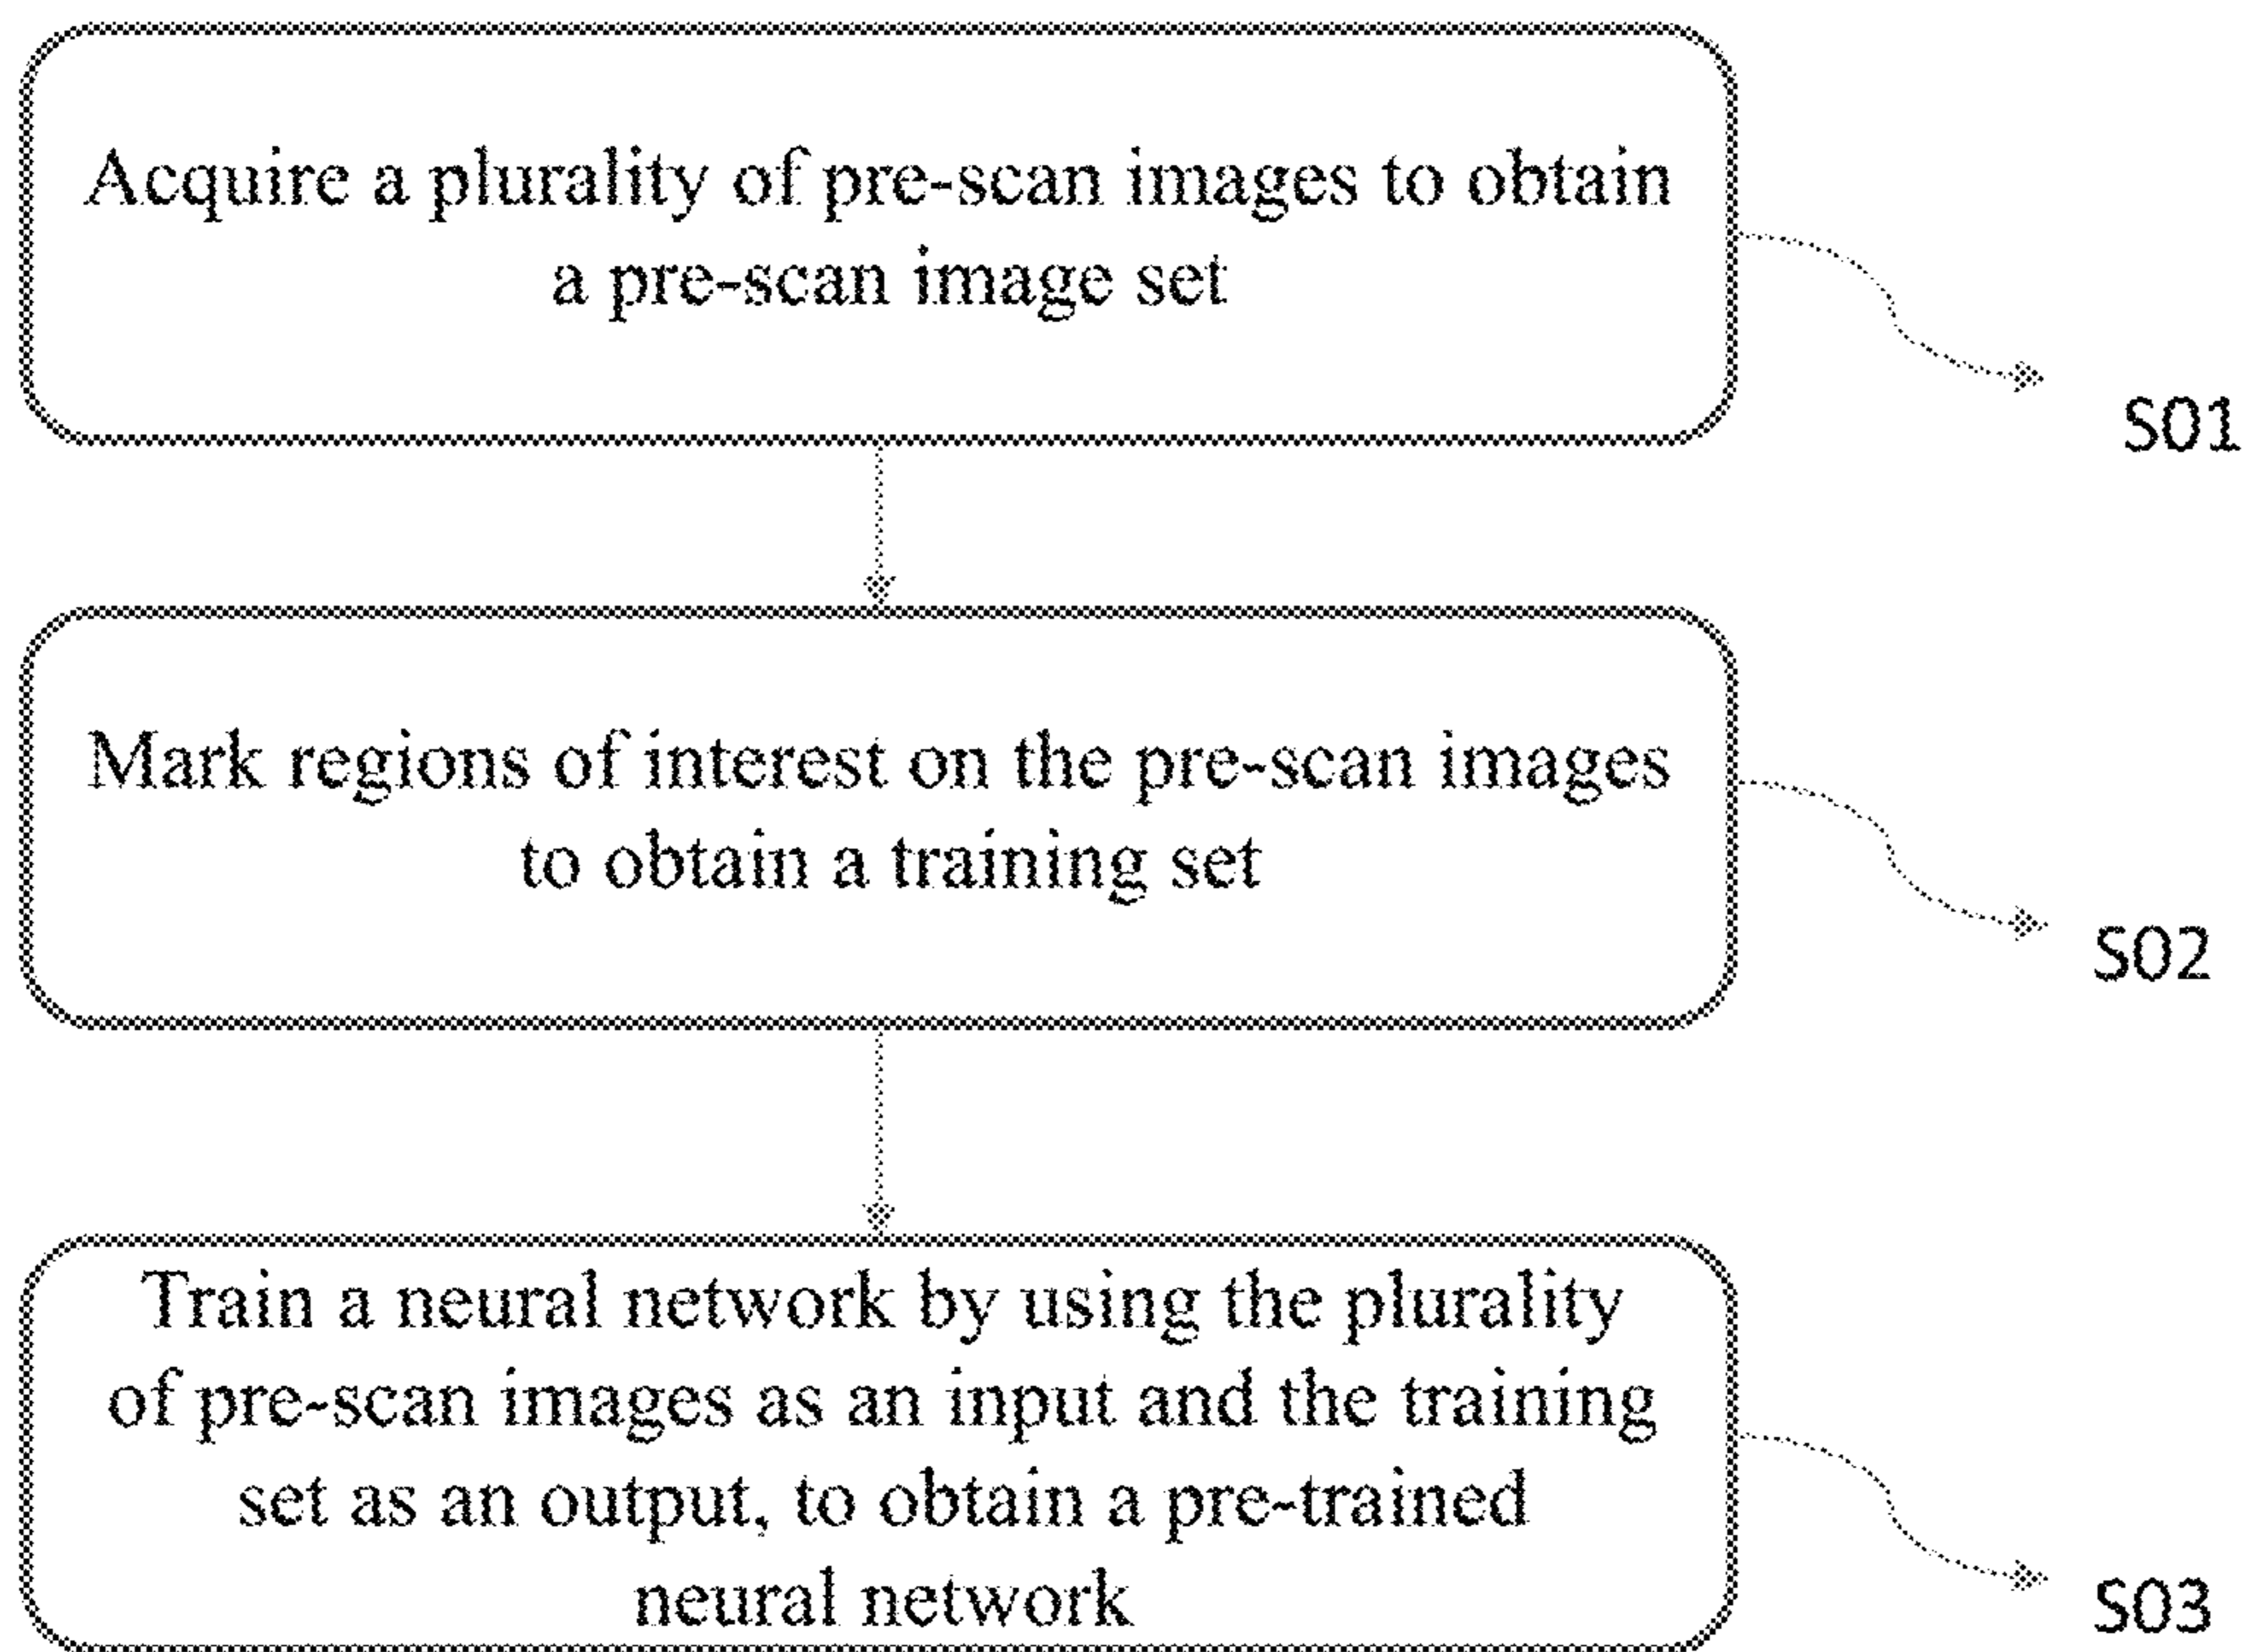 Acquire a plurality of pre-scan images to obtain
a pre-scan image set
S01
Mark regions of interest on the pre-scan images
to obtain a training set
S02
Train a neural network by using the plurality
of pre-scan images as an input and the training
set as an output, to obtain a pre-trained
neural network
S03